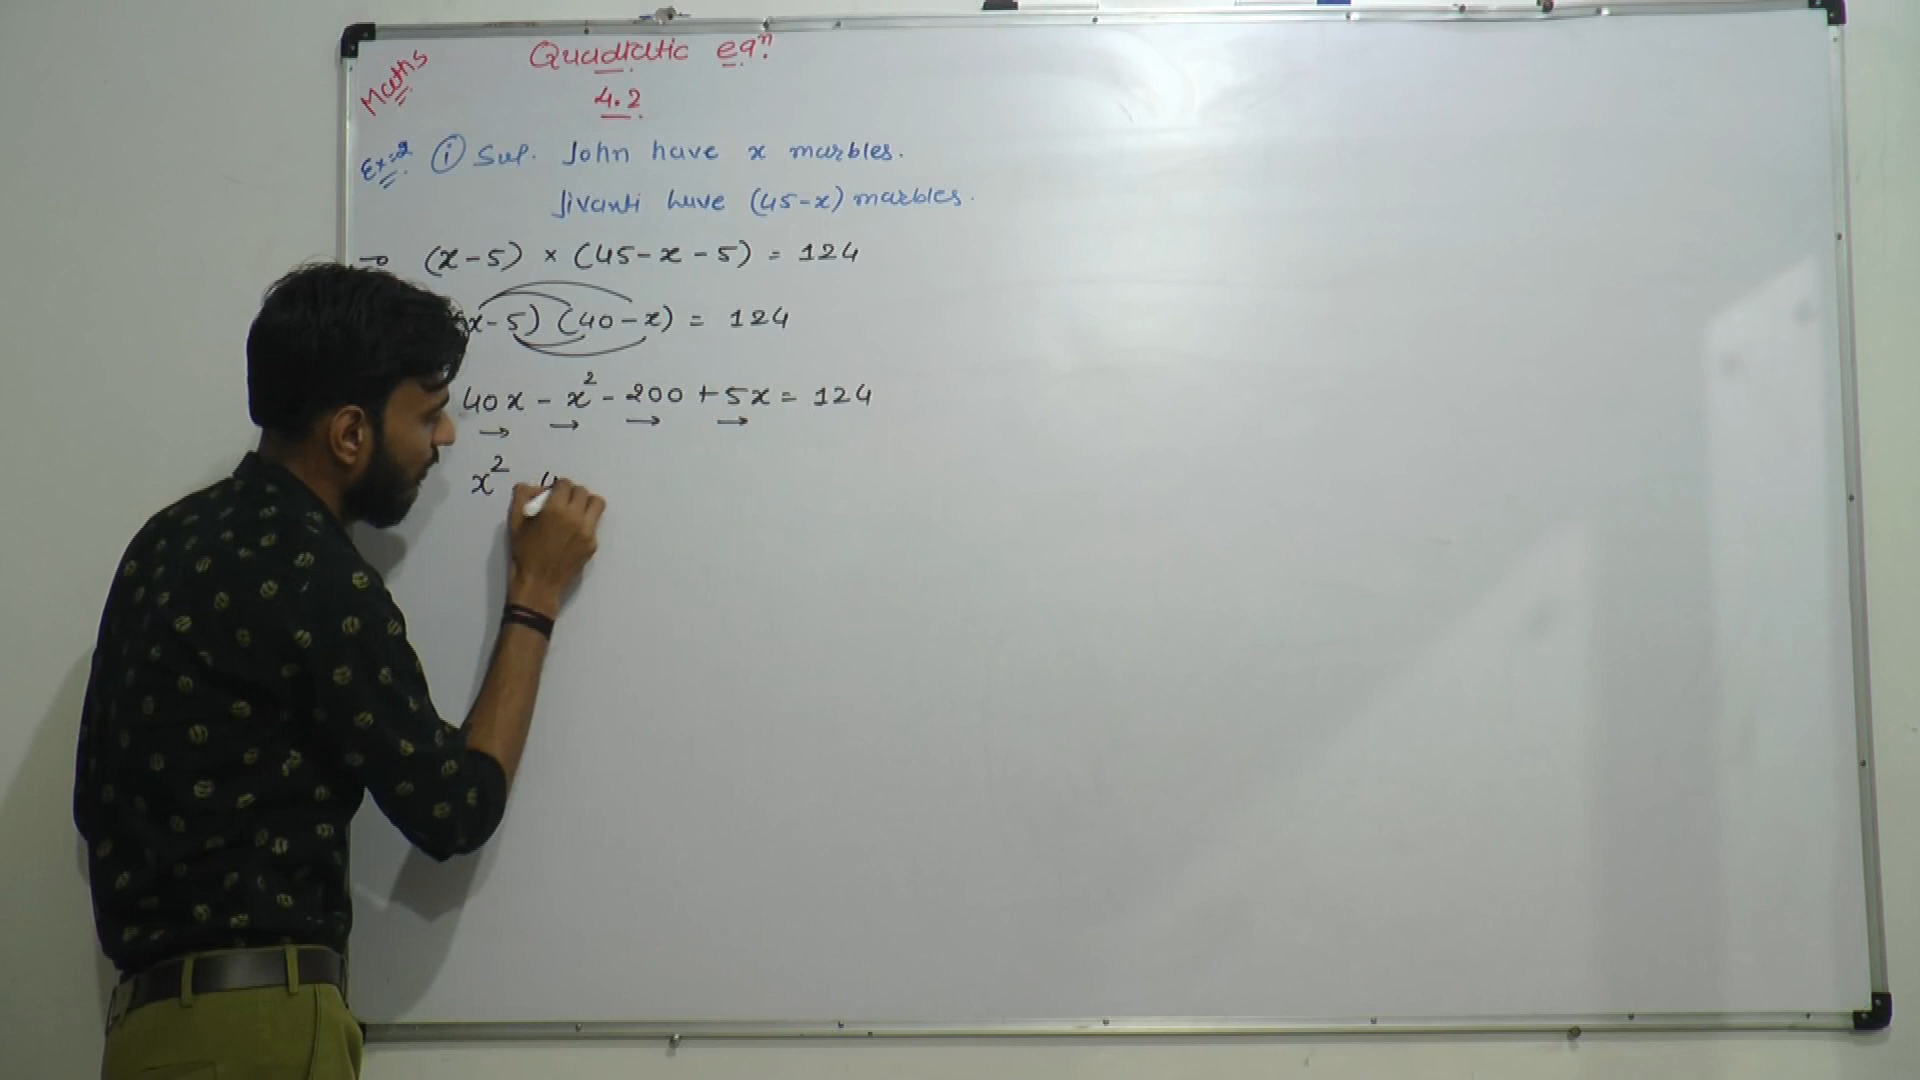 Maths
Quadratic eqn.
4.2
Ex:-2 (i) Sup. John have x marbles.
Jivanti have (45-x) marbles.
→ (x-5) × (45-x-5) = 124
(x-5) (40-x) = 124
40x - x² - 200 + 5x = 124
x² - 4